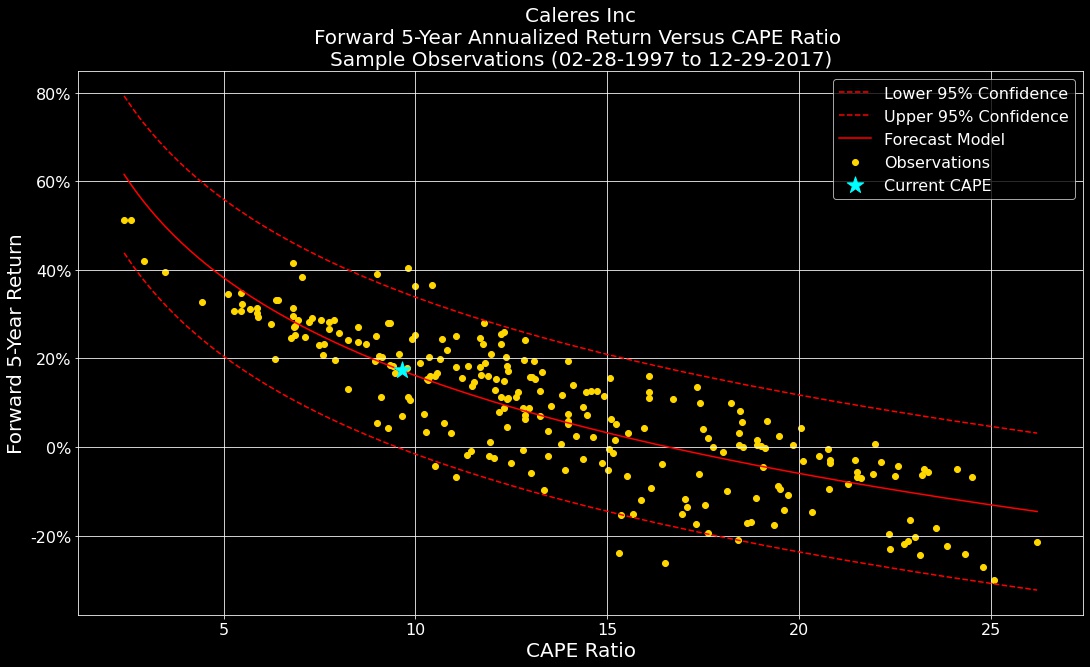 Caleres Inc
Forward 5-Year Annualized Return Versus CAPE Ratio
Sample Observations (02-28-1997 to 12-29-2017)
Lower 95% Confidence
Upper 95% Confidence
Forecast Model
Observations
Current CAPE
Forward 5-Year Return
80%
60%
40%
20%
0%
-20%
5 10 15 20 25
CAPE Ratio